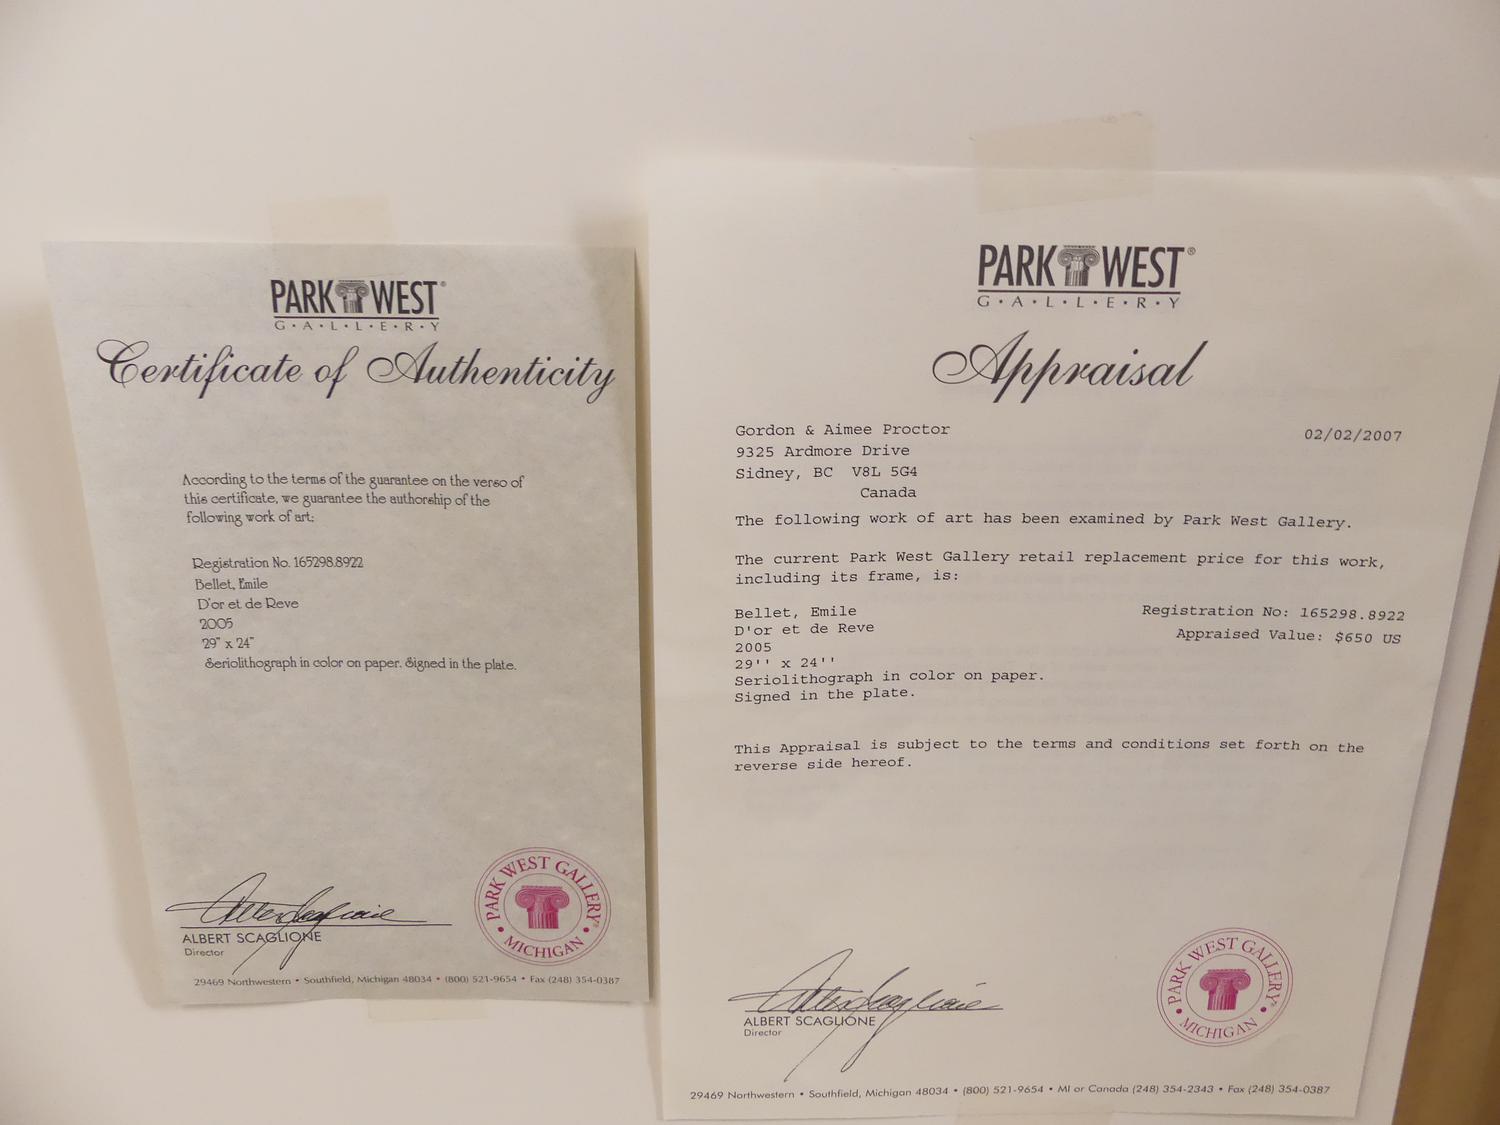 PARK WEST®
G•A•L•L•E•R•Y
Certificate of Authenticity
According to the terms of the guarantee on the verso of
this certificate, we guarantee the authorship of the
following work of art:
Registration No. 165298.8922
Bellet, Emile
D'or et de Reve
2005
29" x 24"
Seriolithograph in color on paper. Signed in the plate.
ALBERT SCAGLIONE
Director
PARK WEST GALLERY®
• MICHIGAN •
29469 Northwestern • Southfield, Michigan 48034 • (800) 521-9654 • Fax (248) 354-0387
PARK WEST®
G•A•L•L•E•R•Y
Appraisal
Gordon & Aimee Proctor
02/02/2007
9325 Ardmore Drive
Sidney, BC V8L 5G4
Canada
The following work of art has been examined by Park West Gallery.
The current Park West Gallery retail replacement price for this work,
including its frame, is:
Bellet, Emile
Registration No: 165298.8922
D'or et de Reve
Appraised Value: $650 US
2005
29'' x 24''
Seriolithograph in color on paper.
Signed in the plate.
This Appraisal is subject to the terms and conditions set forth on the
reverse side hereof.
ALBERT SCAGLIONE
Director
PARK WEST GALLERY®
• MICHIGAN •
29469 Northwestern • Southfield, Michigan 48034 • (800) 521-9654 • MI or Canada (248) 354-2343 • Fax (248) 354-0387